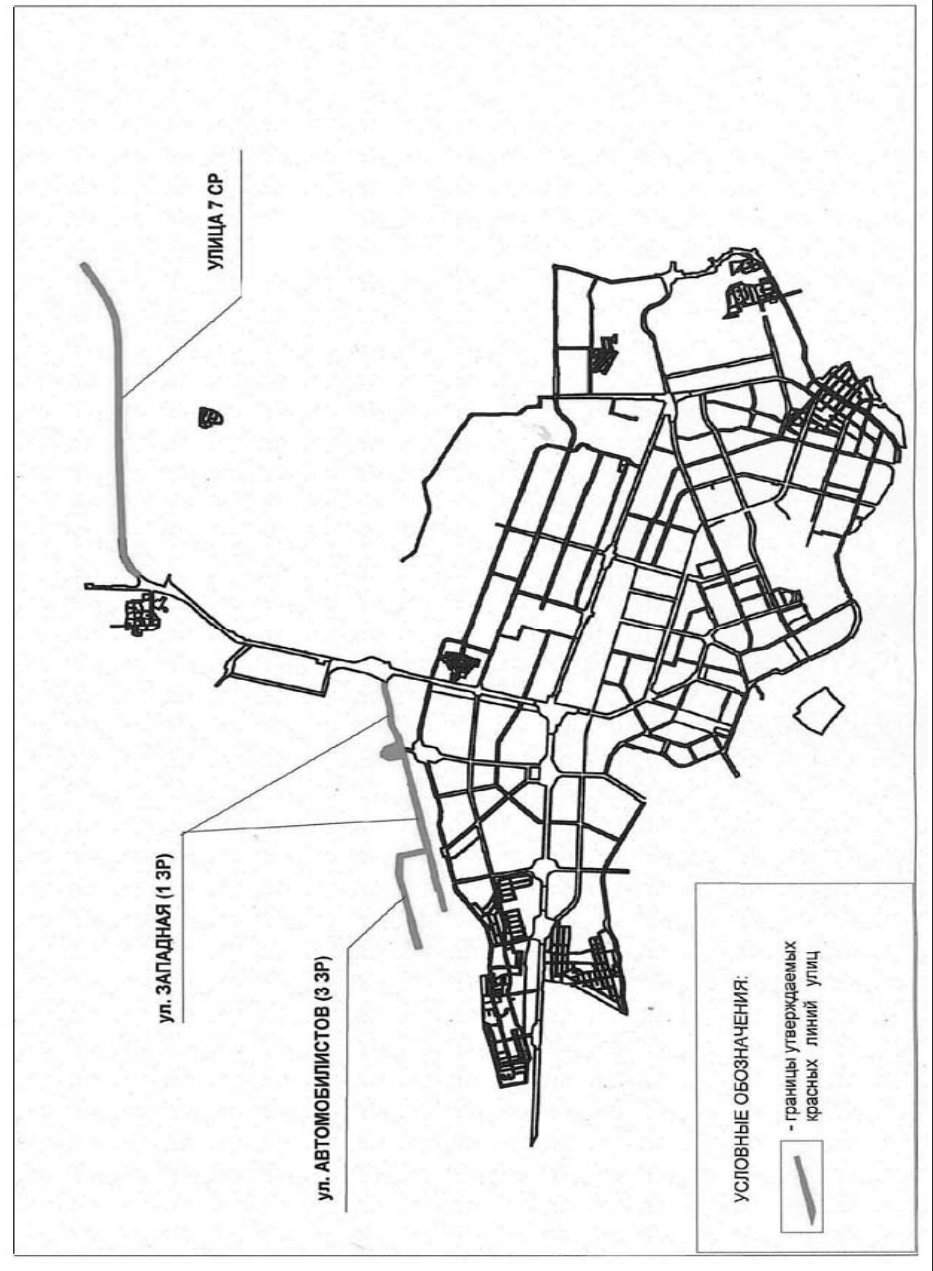 УЛИЦА 7 СР
ул. ЗАПАДНАЯ (1 ЗР)
ул. АВТОМОБИЛИСТОВ (3 ЗР)
УСЛОВНЫЕ ОБОЗНАЧЕНИЯ:
- границы утверждаемых
красных линий улиц